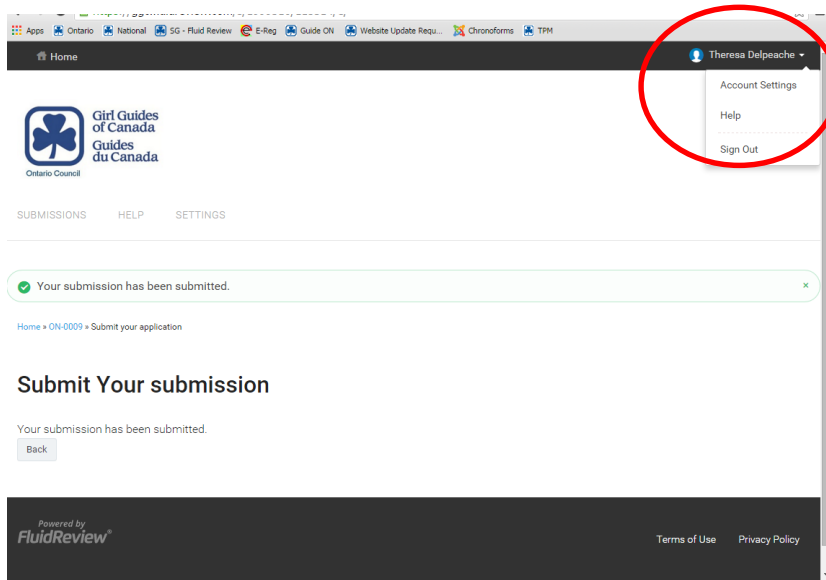 Apps Ontario National SG - Fluid Review E-Reg Guide ON Website Update Requ... Chronoforms TPM
Home
Theresa Delpeache
Account Settings
Help
Sign Out
Girl Guides
of Canada
Guides
du Canada
Ontario Council
SUBMISSIONS HELP SETTINGS
Your submission has been submitted. ×
Home » ON-0009 » Submit your application
Submit Your submission
Your submission has been submitted.
Back
Powered by
FluidReview®
Terms of Use Privacy Policy